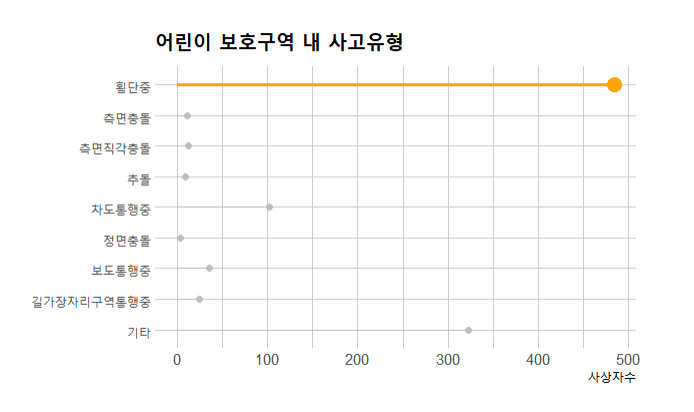 어린이 보호구역 내 사고유형
횡단중
측면충돌
측면직각충돌
추돌
차도통행중
정면충돌
보도통행중
길가장자리구역통행중
기타
0 100 200 300 400 500
사상자수